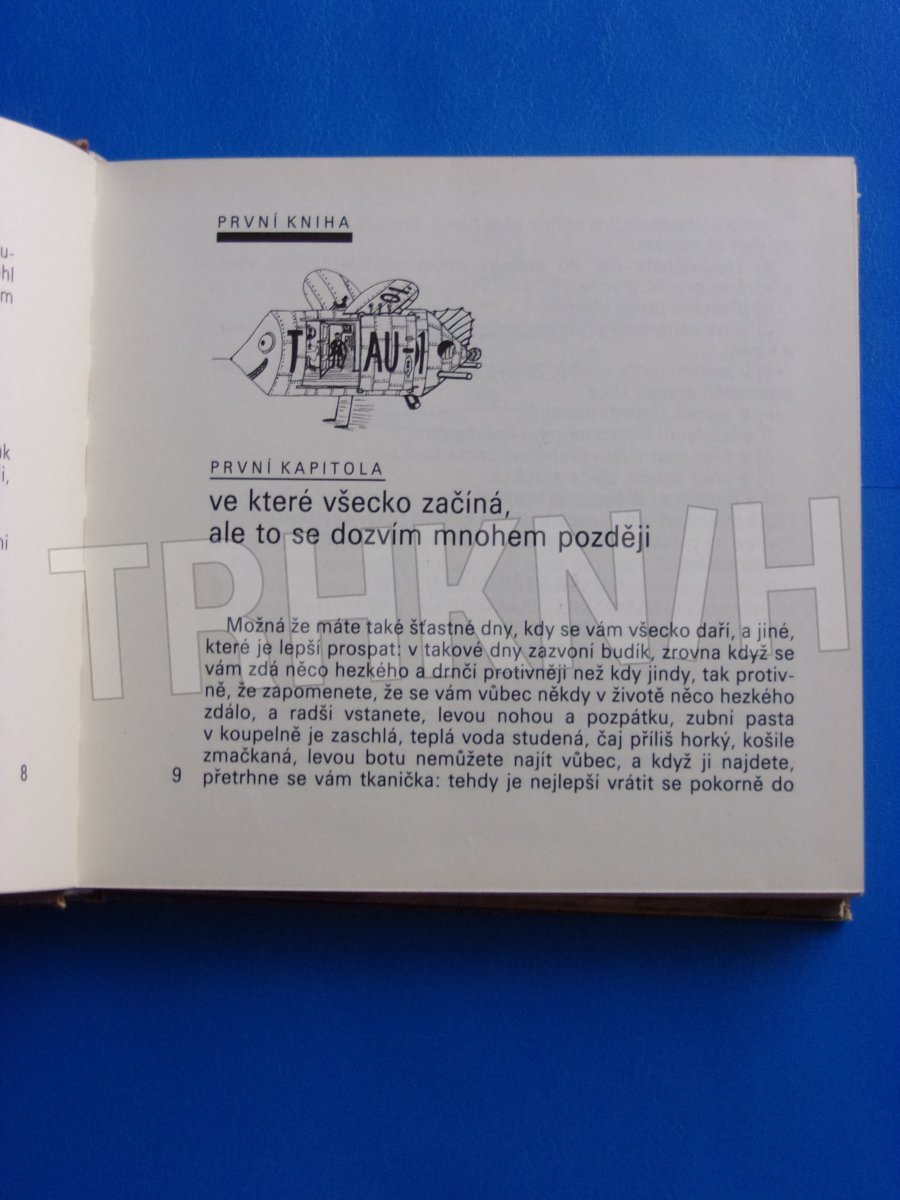 u-
ohl
m
k
i,
ní
8
PRVNÍ KNIHA
TAU-1
PRVNÍ KAPITOLA
ve které všecko začíná,
ale to se dozvím mnohem později
TRHKNIH
Možná že máte také šťastné dny, kdy se vám všecko daří, a jiné,
které je lepší prospat: v takové dny zazvoní budík, zrovna když se
vám zdá něco hezkého a drnčí protivněji než kdy jindy, tak protiv-
ně, že zapomenete, že se vám vůbec někdy v životě něco hezkého
zdálo, a radši vstanete, levou nohou a pozpátku, zubní pasta
v koupelně je zaschlá, teplá voda studená, čaj příliš horký, košile
zmačkaná, levou botu nemůžete najít vůbec, a když ji najdete,
přetrhne se vám tkanička: tehdy je nejlepší vrátit se pokorně do
9